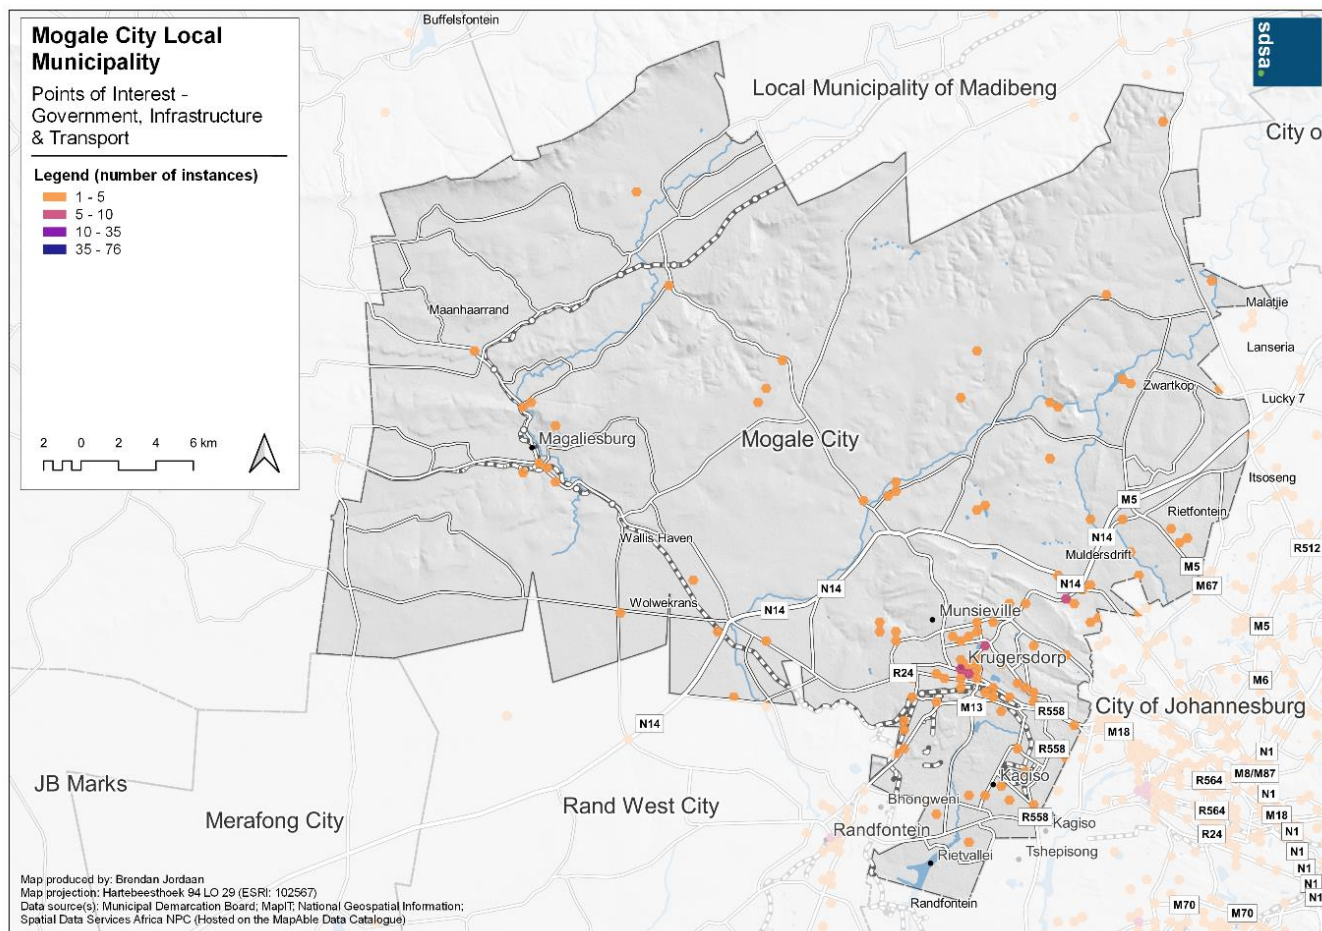 Mogale City Local
Municipality
Points of Interest -
Government, Infrastructure
& Transport
Legend (number of instances)
1 - 5
5 - 10
10 - 35
35 - 76
2 0 2 4 6 km
sdsa.
Buffelsfontein
Local Municipality of Madibeng
City o
Maanhaarrand
Malatjie
Lanseria
Zwartkop
Lucky 7
Magaliesburg
Mogale City
Itsoseng
M5
Rietfontein
Wallis Haven
N14
R512
Muldersdrift
M5
N14
M67
N14
Wolwekrans
N14
Munsieville
M5
Krugersdorp
R24
M6
M13
R558
City of Johannesburg
N14
M18
R558
N1
Kagiso
R564
M8/M87
JB Marks
N1
Rand West City
Bhongweni
R564
M18
Merafong City
R558
Kagiso
Randfontein
R24
N1
Tshepisong
N1
Rietvallei
N1
N1
Randfontein
N1
M70
M70
Map produced by: Brendan Jordaan
Map projection: Hartebeesthoek 94 LO 29 (ESRI: 102567)
Data source(s): Municipal Demarcation Board; MapIT; National Geospatial Information;
Spatial Data Services Africa NPC (Hosted on the MapAble Data Catalogue)